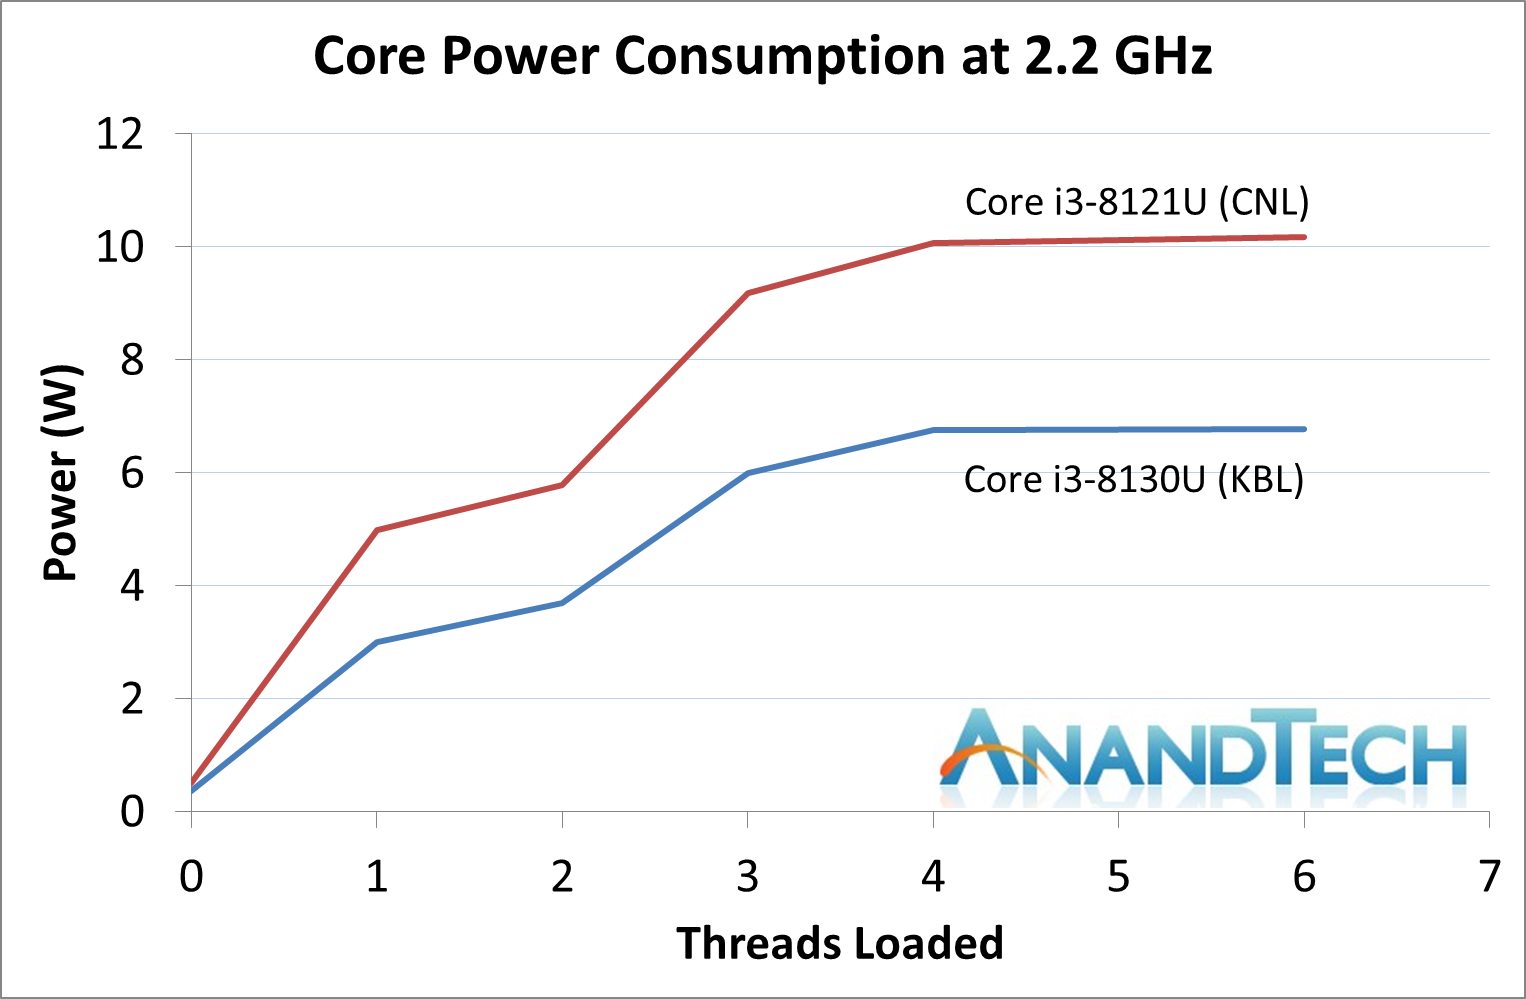 Core Power Consumption at 2.2 GHz
12
10
8
6
4
2
0
Power (W)
Core i3-8121U (CNL)
Core i3-8130U (KBL)
ANANDTECH
0 1 2 3 4 5 6 7
Threads Loaded